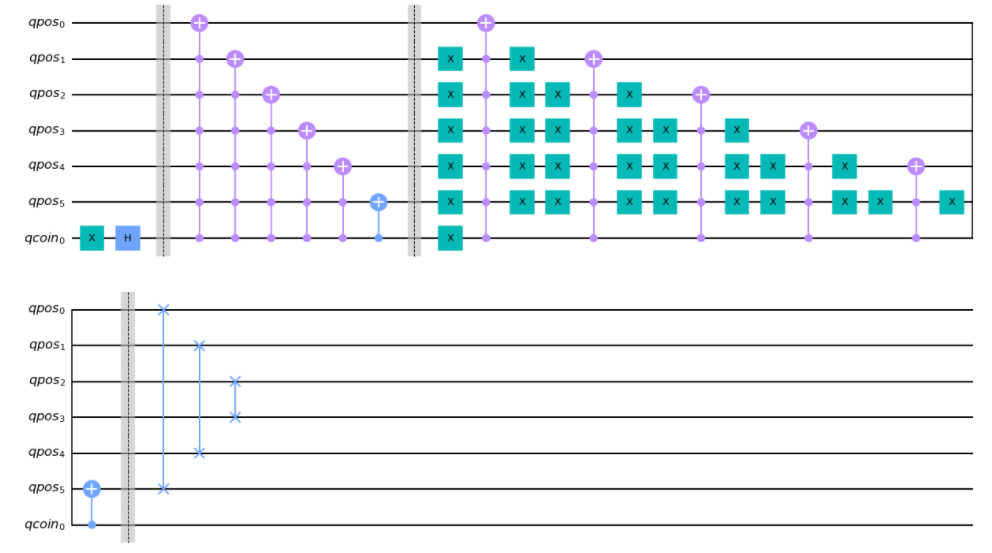 qpos₀
qpos₁ X X
qpos₂ X X X X
qpos₃ X X X X X X
qpos₄ X X X X X X X X
qpos₅ X X X X X X X X X X
qcoin₀ X H X
qpos₀
qpos₁
qpos₂
qpos₃
qpos₄
qpos₅
qcoin₀